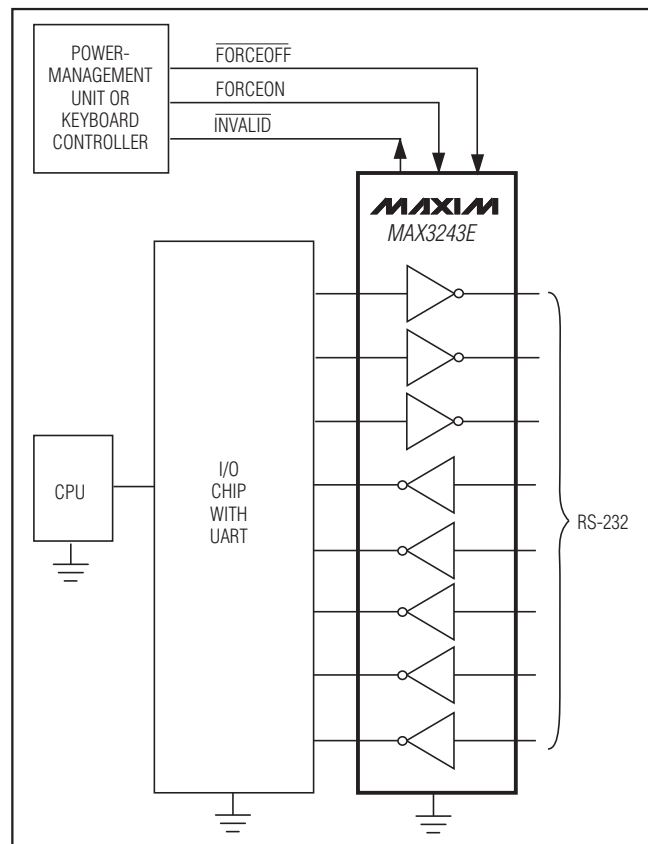 POWER-
MANAGEMENT
UNIT OR
KEYBOARD
CONTROLLER
FORCEOFF
FORCEON
INVALID
MAXIM
MAX3243E
CPU
I/O
CHIP
WITH
UART
RS-232